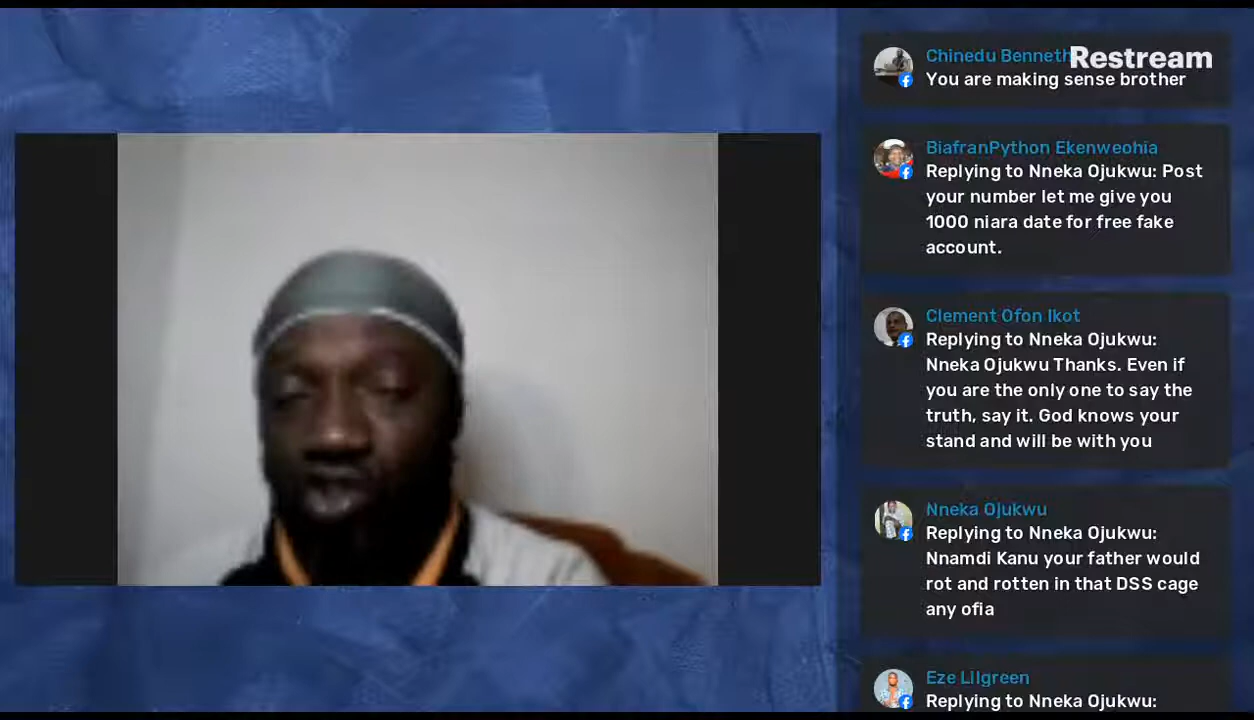 Chinedu Benneth
Restream
You are making sense brother
BiafranPython Ekenweohia
Replying to Nneka Ojukwu: Post
your number let me give you
1000 niara date for free fake
account.
Clement Ofon Ikot
Replying to Nneka Ojukwu:
Nneka Ojukwu Thanks. Even if
you are the only one to say the
truth, say it. God knows your
stand and will be with you
Nneka Ojukwu
Replying to Nneka Ojukwu:
Nnamdi Kanu your father would
rot and rotten in that DSS cage
any ofia
Eze Lilgreen
Replying to Nneka Ojukwu: